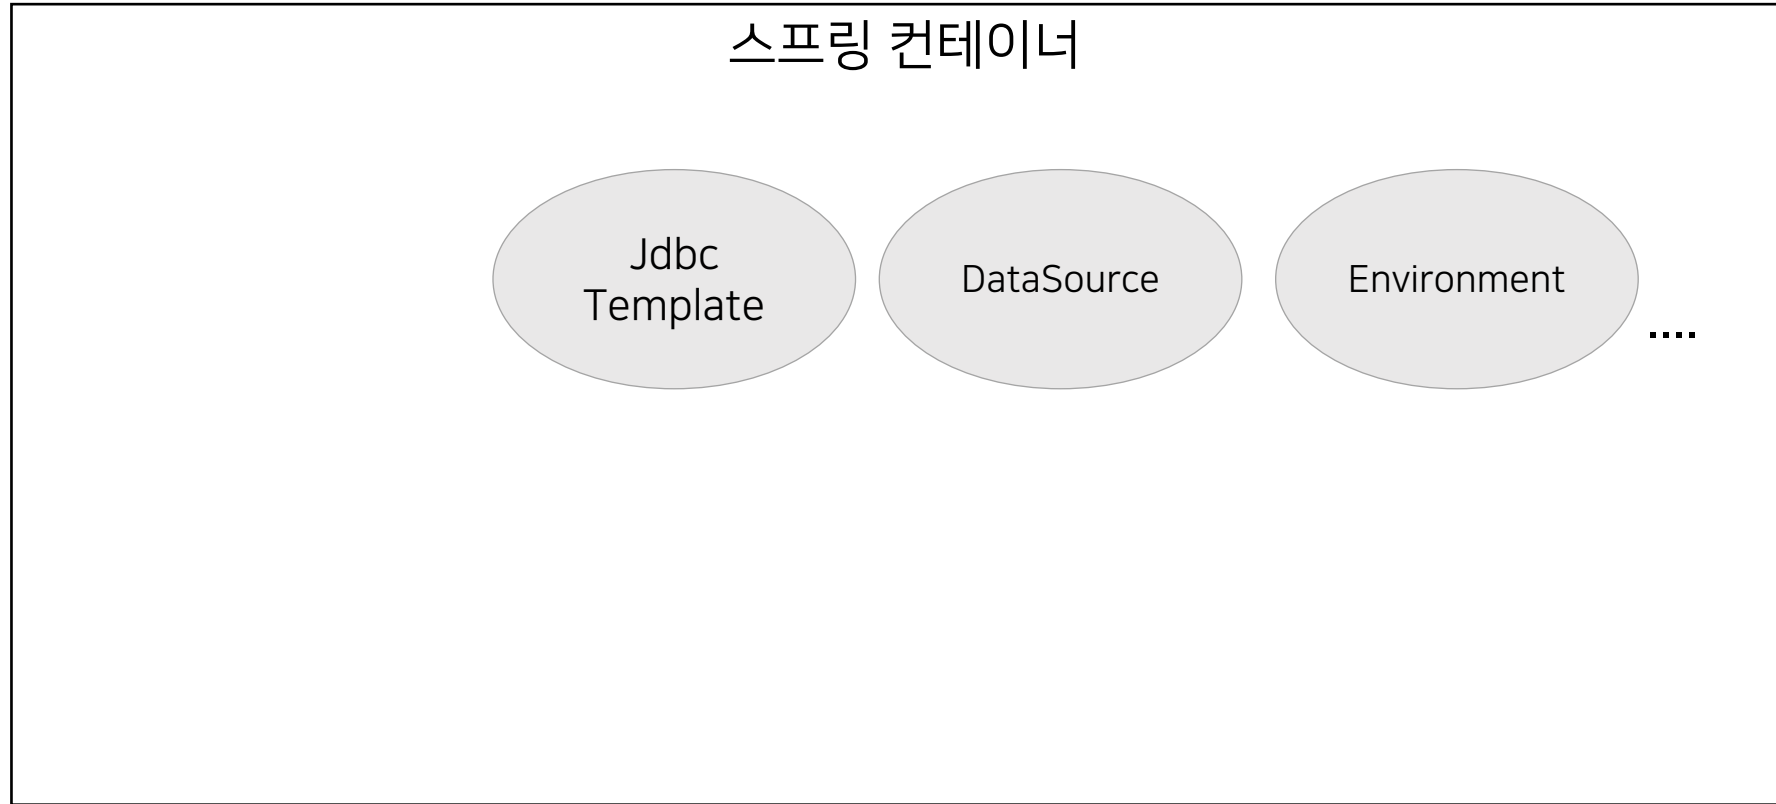 스프링 컨테이너
Jdbc
Template
DataSource
Environment
....